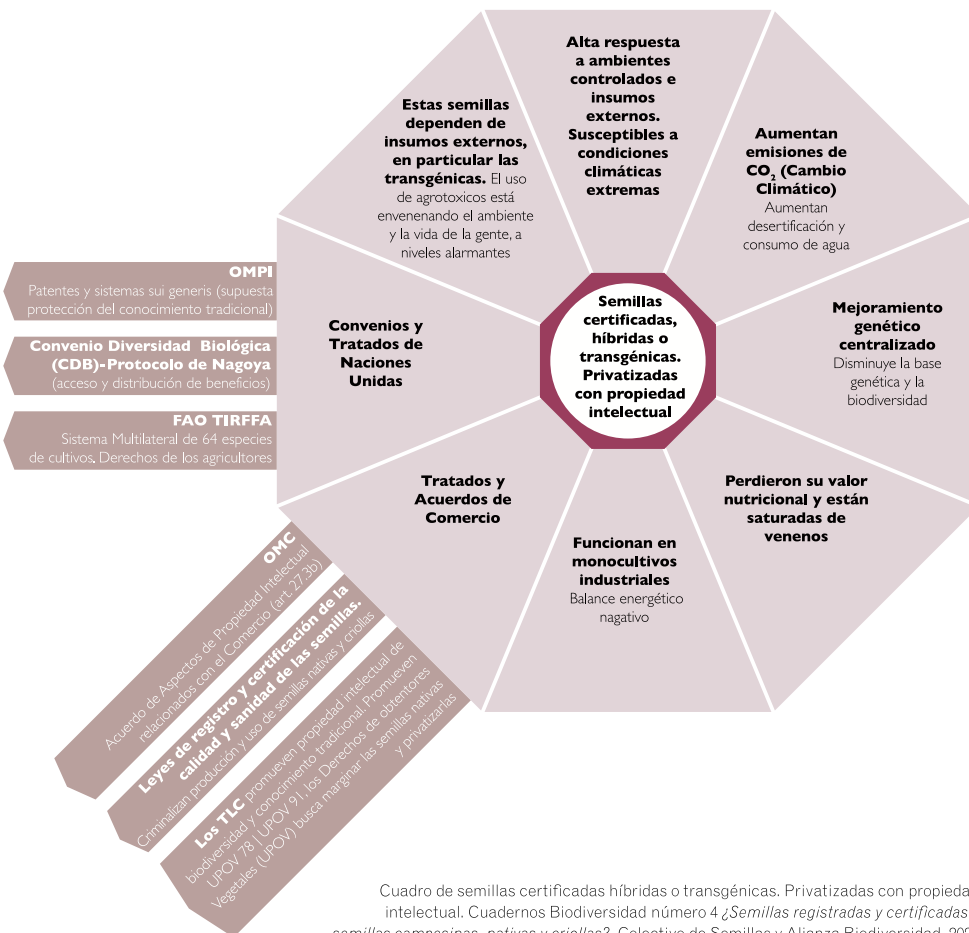 Alta respuesta
a ambientes
controlados e
insumos
externos.
Susceptibles a
condiciones
climáticas
extremas
Aumentan
emisiones de
CO₂ (Cambio
Climático)
Aumentan
desertificación y
consumo de agua
Mejoramiento
genético
centralizado
Disminuye la base
genética y la
biodiversidad
Perdieron su valor
nutricional y están
saturadas de
venenos
Funcionan en
monocultivos
industriales
Balance energético
nagativo
Tratados y
Acuerdos de
Comercio
OMC
Acuerdo de Aspectos de Propiedad Intelectual
relacionados con el Comercio (art. 27.3b)
Leyes de registro y certificación de la
calidad y sanidad de las semillas.
Criminalizan producción y uso de semillas nativas y criollas
Los TLC promueven propiedad intelectual de
biodiversidad y conocimiento tradicional. Promueven
UPOV 78 | UPOV 91, los Derechos de obtentores
Vegetales (UPOV) busca marginar las semillas nativas
y privatizarlas
Convenios y
Tratados de
Naciones
Unidas
OMPI
Patentes y sistemas sui generis (supuesta
protección del conocimiento tradicional)
Convenio Diversidad Biológica
(CDB)-Protocolo de Nagoya
(acceso y distribución de beneficios)
FAO TIRFFA
Sistema Multilateral de 64 especies
de cultivos. Derechos de los agricultores
Estas semillas
dependen de
insumos externos,
en particular las
transgénicas. El uso
de agrotoxicos está
envenenando el ambiente
y la vida de la gente, a
niveles alarmantes
Semillas
certificadas,
híbridas o
transgénicas.
Privatizadas
con propiedad
intelectual
Cuadro de semillas certificadas híbridas o transgénicas. Privatizadas con propieda
intelectual. Cuadernos Biodiversidad número 4 ¿Semillas registradas y certificadas
semillas campesinas, nativas y criollas?. Colectivo de Semillas y Alianza Biodiversidad,